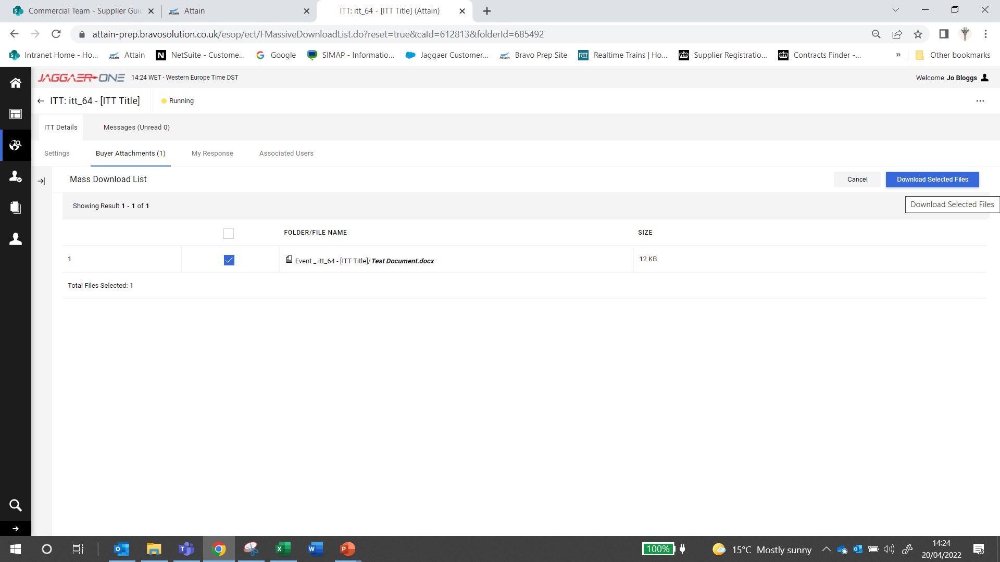 Commercial Team - Supplier Guid
Attain Attain
ITT: itt_64 - [ITT Title] (Attain)
attain-prep.bravosolution.co.uk/esop/ect/FMassiveDownloadList.do?reset=true&caId=612813&folderId=685492
Intranet Home - Ho... Attain Attain N NetSuite - Custome... G Google SIMAP - Informatio... Jaggaer Customer... Attain Bravo Prep Site RTT Realtime Trains | Ho... Supplier Registratio... Contracts Finder -... » Other bookmarks
JAGGAER ONE 14:24 WET - Western Europe Time DST
Welcome Jo Bloggs
ITT: itt_64 - [ITT Title]
Running
...
ITT Details Messages (Unread 0)
Settings Buyer Attachments (1) My Response Associated Users
Mass Download List
Cancel Download Selected Files
Showing Result 1 - 1 of 1
Download Selected Files
FOLDER/FILE NAME SIZE
1 Event _ itt_64 - [ITT Title]/Test Document.docx 12 KB
Total Files Selected: 1
100% 15°C Mostly sunny 14:24
20/04/2022